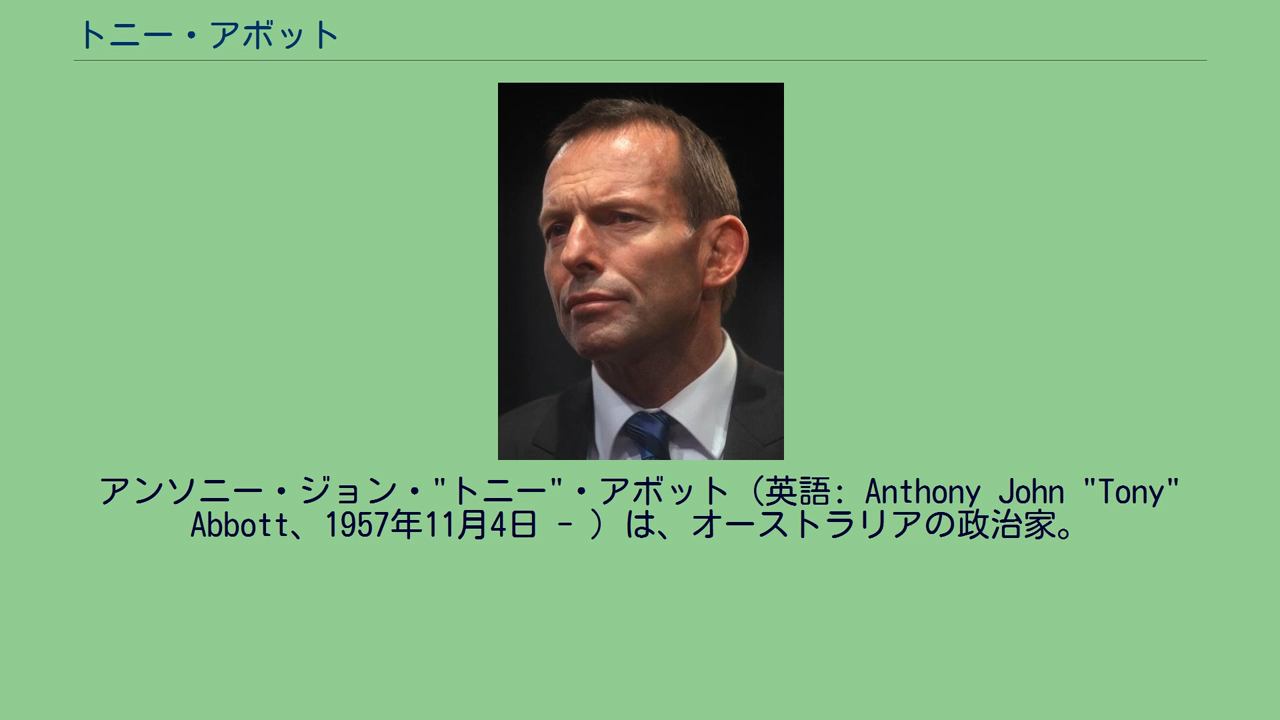 トニー・アボット
アンソニー・ジョン・"トニー"・アボット（英語: Anthony John "Tony"
Abbott、1957年11月4日 - ）は、オーストラリアの政治家。